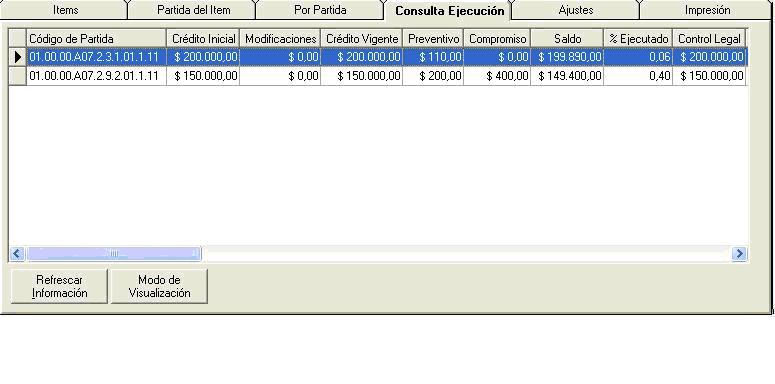 Items Partida del Item Por Partida Consulta Ejecución Ajustes Impresión
Código de Partida Crédito Inicial Modificaciones Crédito Vigente Preventivo Compromiso Saldo % Ejecutado Control Legal
01.00.00.A07.2.3.1.01.1.11 $ 200.000,00 $ 0,00 $ 200.000,00 $ 110,00 $ 0,00 $ 199.890,00 0,06 $ 200.000,00
01.00.00.A07.2.9.2.01.1.11 $ 150.000,00 $ 0,00 $ 150.000,00 $ 200,00 $ 400,00 $ 149.400,00 0,40 $ 150.000,00
Refrescar Modo de
Información Visualización